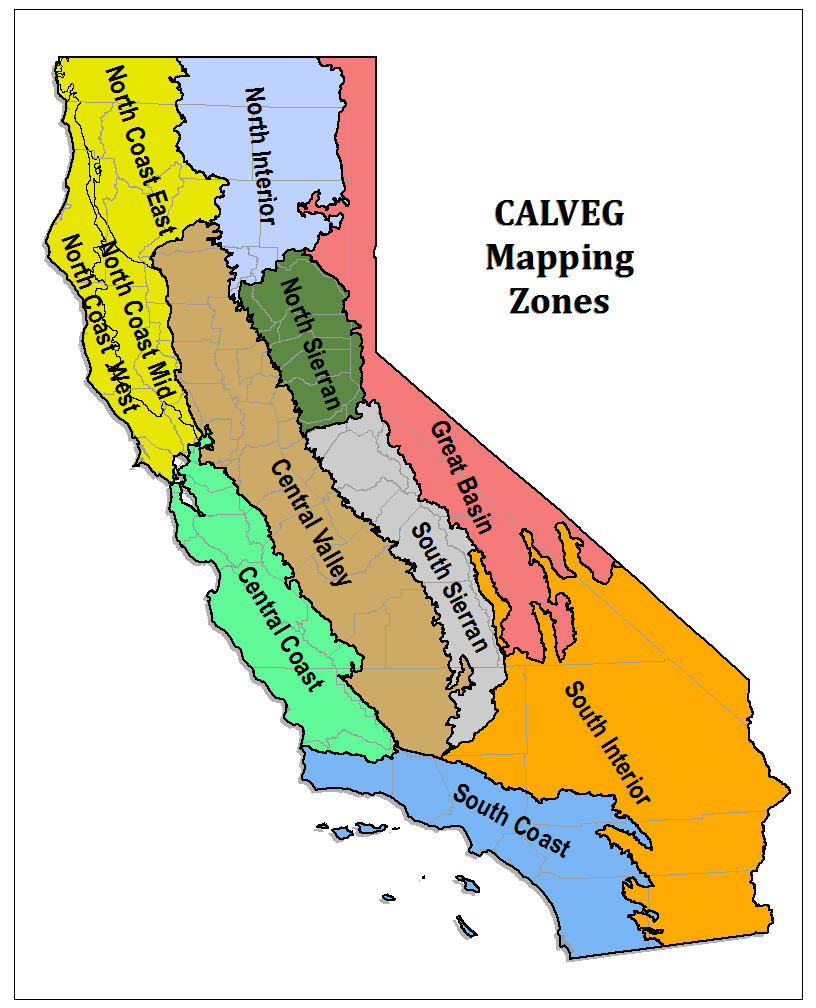 CALVEG
Mapping
Zones
North Coast East
North Interior
North Coast Mid
North Coast West
North Sierran
Great Basin
Central Valley
South Sierran
Central Coast
South Interior
South Coast